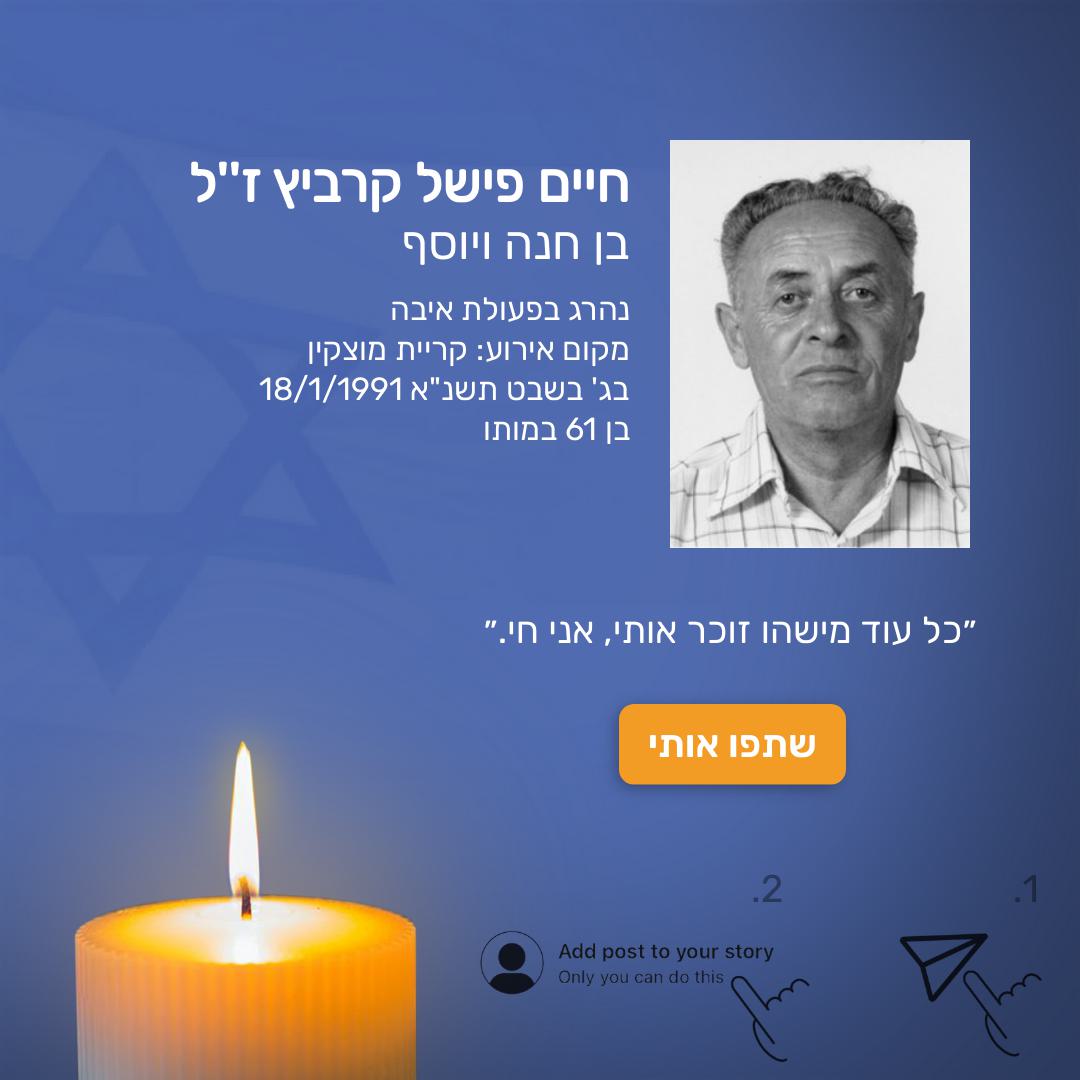 חיים פישל קרביץ ז"ל
בן חנה ויוסף
נהרג בפעולת איבה
מקום אירוע: קריית מוצקין
בג' בשבט תשנ"א 18/1/1991
בן 61 במותו
"כל עוד מישהו זוכר אותי, אני חי."
שתפו אותי
1.
2.
Add post to your story
Only you can do this